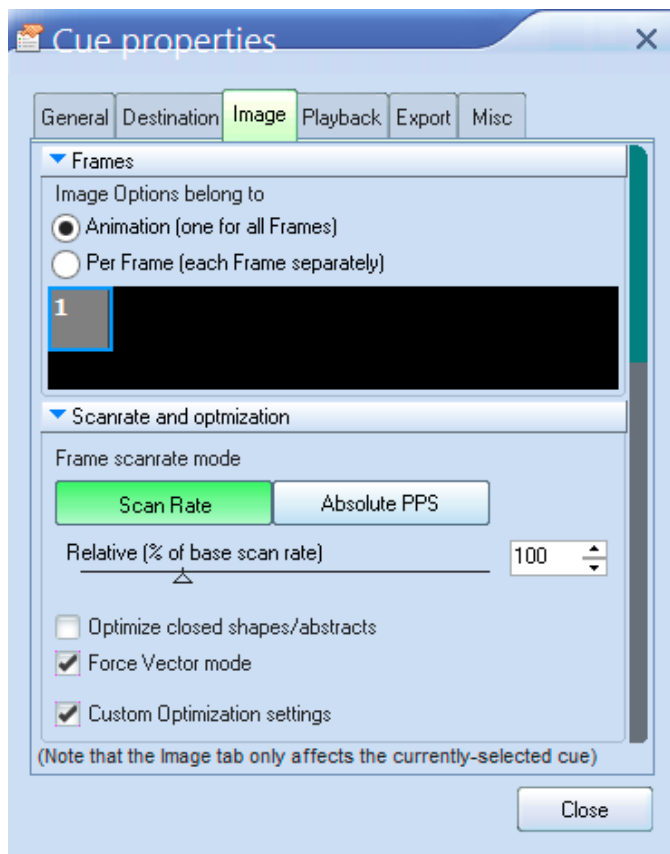 Cue properties
General Destination Image Playback Export Misc
Frames
Image Options belong to
Animation (one for all Frames)
Per Frame (each Frame separately)
1
Scanrate and optmization
Frame scanrate mode
Scan Rate Absolute PPS
Relative (% of base scan rate) 100
Optimize closed shapes/abstracts
Force Vector mode
Custom Optimization settings
(Note that the Image tab only affects the currently-selected cue)
Close